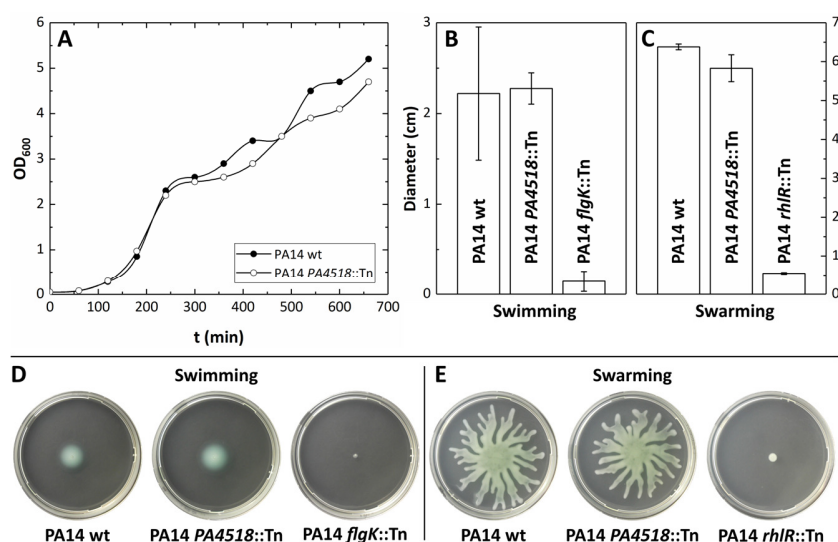 A
OD600
6
5
4
3
2
1
0
0 100 200 300 400 500 600 700
t (min)
PA14 wt
PA14 PA4518::Tn
B
Diameter (cm)
3
2
1
0
PA14 wt
PA14 PA4518::Tn
PA14 flgK::Tn
Swimming
C
PA14 wt
PA14 PA4518::Tn
PA14 rhlR::Tn
7
6
5
4
3
2
1
0
Swarming
D
Swimming
PA14 wt
PA14 PA4518::Tn
PA14 flgK::Tn
E
Swarming
PA14 wt
PA14 PA4518::Tn
PA14 rhlR::Tn